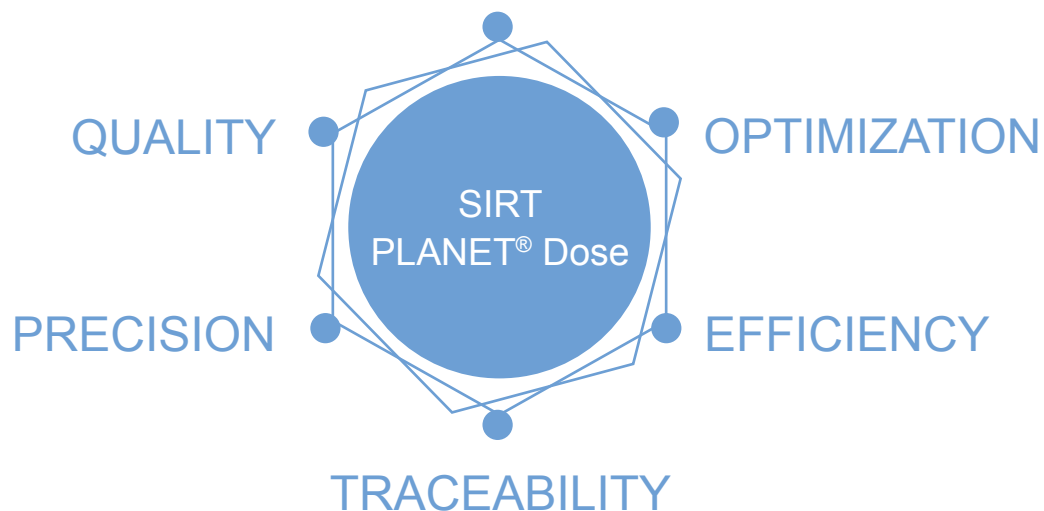 QUALITY
OPTIMIZATION
SIRT
PLANET® Dose
PRECISION
EFFICIENCY
TRACEABILITY